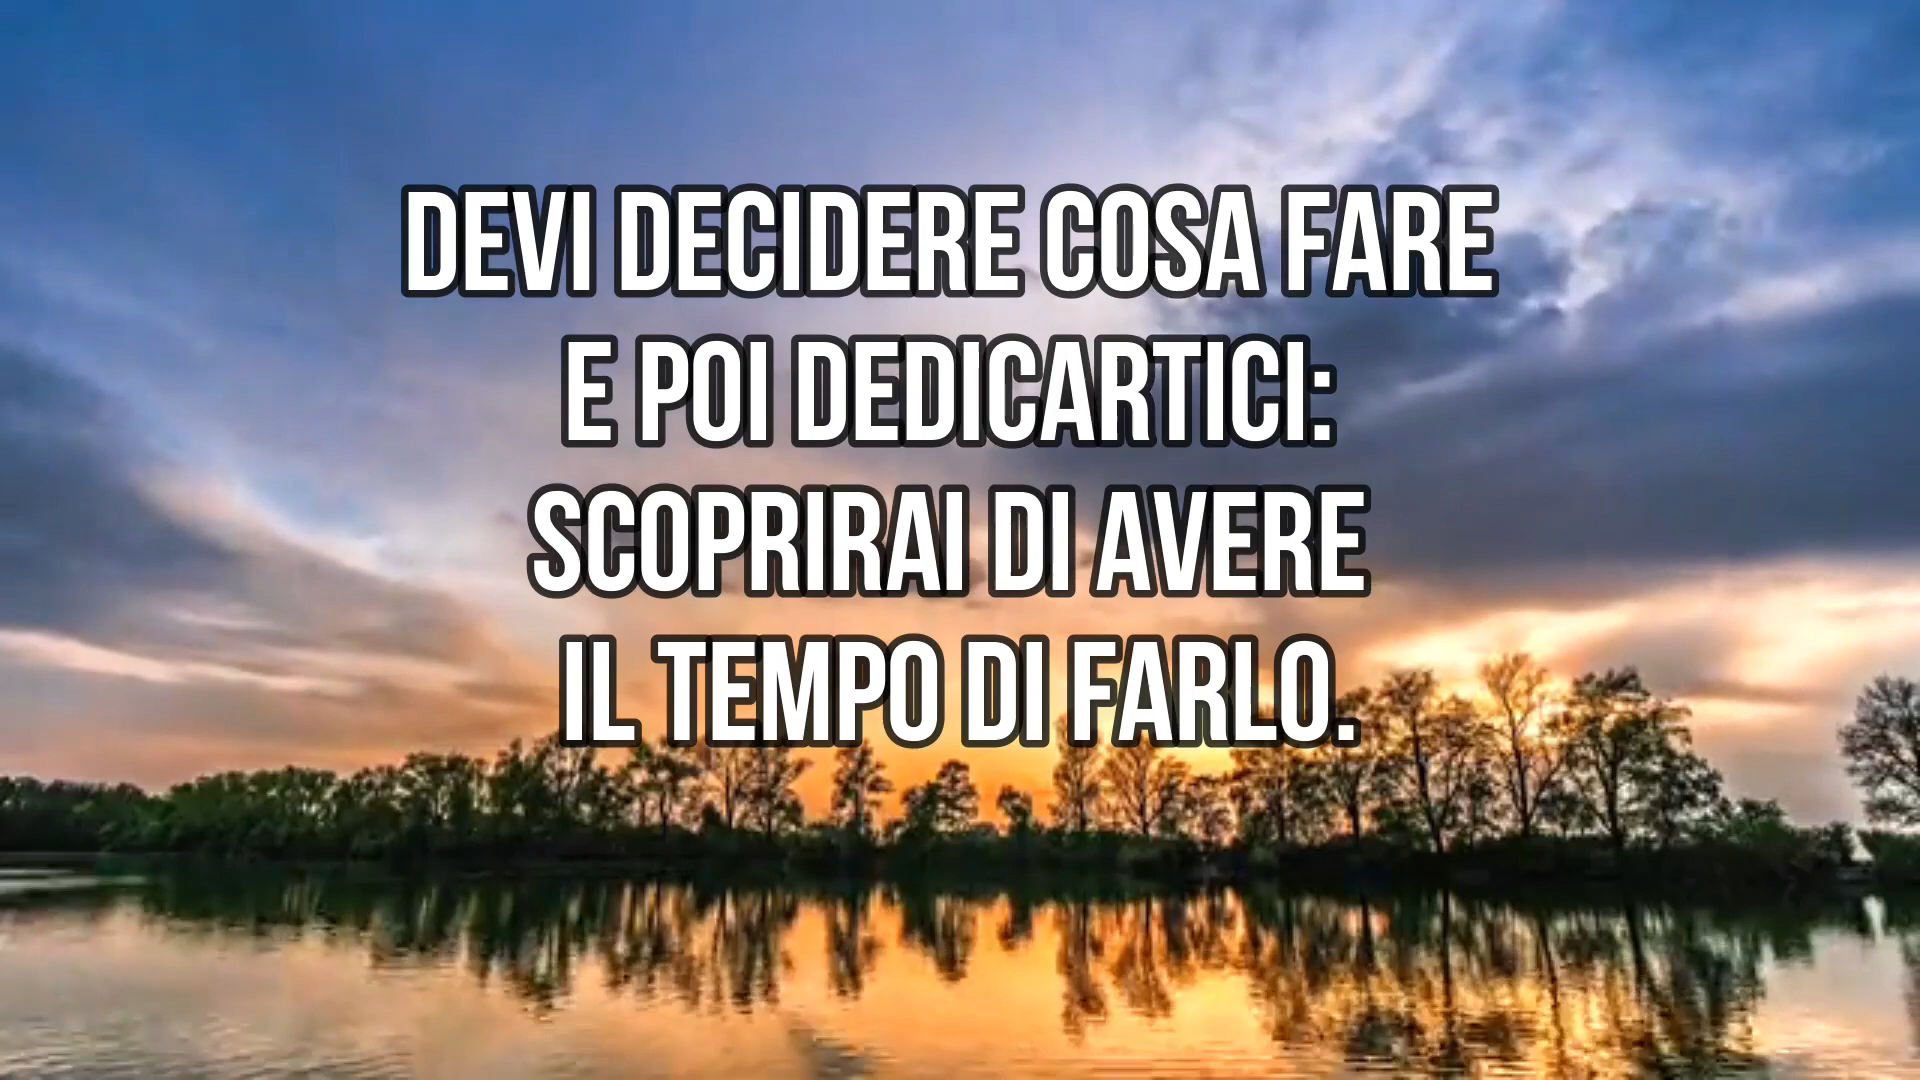 DEVI DECIDERE COSA FARE
E POI DEDICARTICI:
SCOPRIRAI DI AVERE
IL TEMPO DI FARLO.